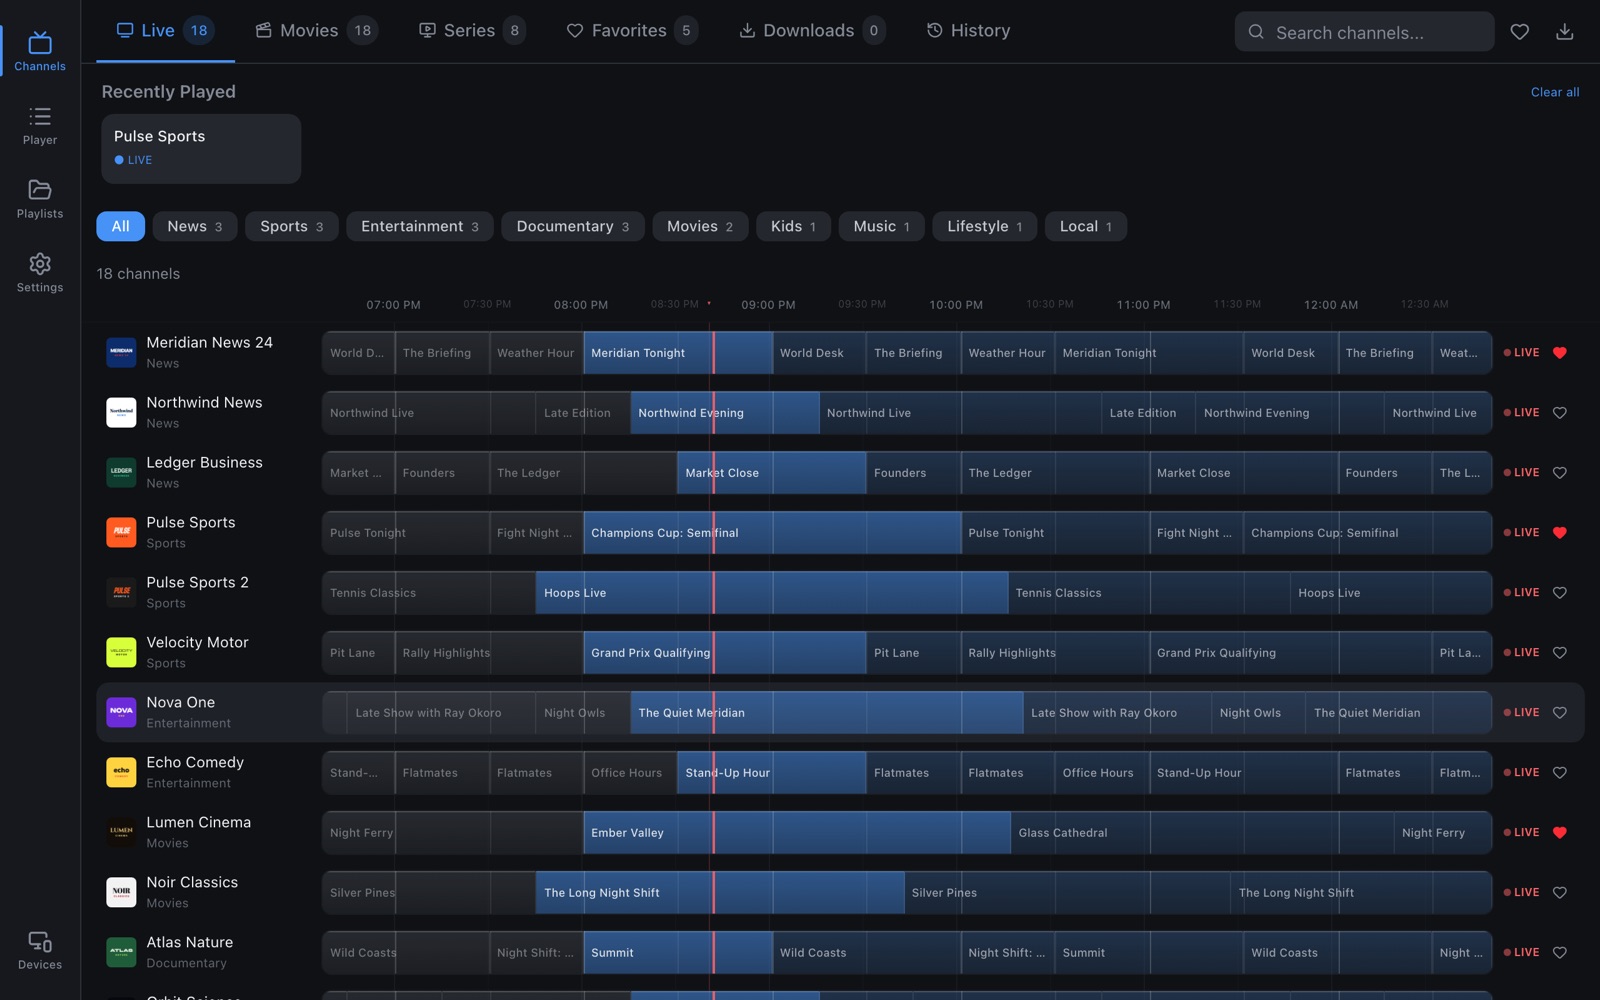 Live 18 Movies 18 Series 8 Favorites 5 Downloads 0 History Search channels...
Channels
Player
Playlists
Settings
Devices
Recently Played Clear all
Pulse Sports
LIVE
All News 3 Sports 3 Entertainment 3 Documentary 3 Movies 2 Kids 1 Music 1 Lifestyle 1 Local 1
18 channels
07:00 PM 07:30 PM 08:00 PM 08:30 PM 09:00 PM 09:30 PM 10:00 PM 10:30 PM 11:00 PM 11:30 PM 12:00 AM 12:30 AM
Meridian News 24
News
World D... The Briefing Weather Hour Meridian Tonight World Desk The Briefing Weather Hour Meridian Tonight World Desk The Briefing Weat... LIVE
Northwind News
News
Northwind Live Late Edition Northwind Evening Northwind Live Late Edition Northwind Evening Northwind Live LIVE
Ledger Business
News
Market ... Founders The Ledger Market Close Founders The Ledger Market Close Founders The L... LIVE
Pulse Sports
Sports
Pulse Tonight Fight Night ... Champions Cup: Semifinal Pulse Tonight Fight Night ... Champions Cup: Semifinal LIVE
Pulse Sports 2
Sports
Tennis Classics Hoops Live Tennis Classics Hoops Live LIVE
Velocity Motor
Sports
Pit Lane Rally Highlights Grand Prix Qualifying Pit Lane Rally Highlights Grand Prix Qualifying Pit La... LIVE
NOVA
Nova One
Entertainment
Late Show with Ray Okoro Night Owls The Quiet Meridian Late Show with Ray Okoro Night Owls The Quiet Meridian LIVE
echo
Echo Comedy
Entertainment
Stand-... Flatmates Flatmates Office Hours Stand-Up Hour Flatmates Flatmates Office Hours Stand-Up Hour Flatmates Flatm... LIVE
LUMEN
Lumen Cinema
Movies
Night Ferry Ember Valley Glass Cathedral Night Ferry LIVE
NOIR
Noir Classics
Movies
Silver Pines The Long Night Shift Silver Pines The Long Night Shift LIVE
ATLAS
Atlas Nature
Documentary
Wild Coasts Night Shift: ... Summit Wild Coasts Night Shift: ... Summit Wild Coasts Night ... LIVE